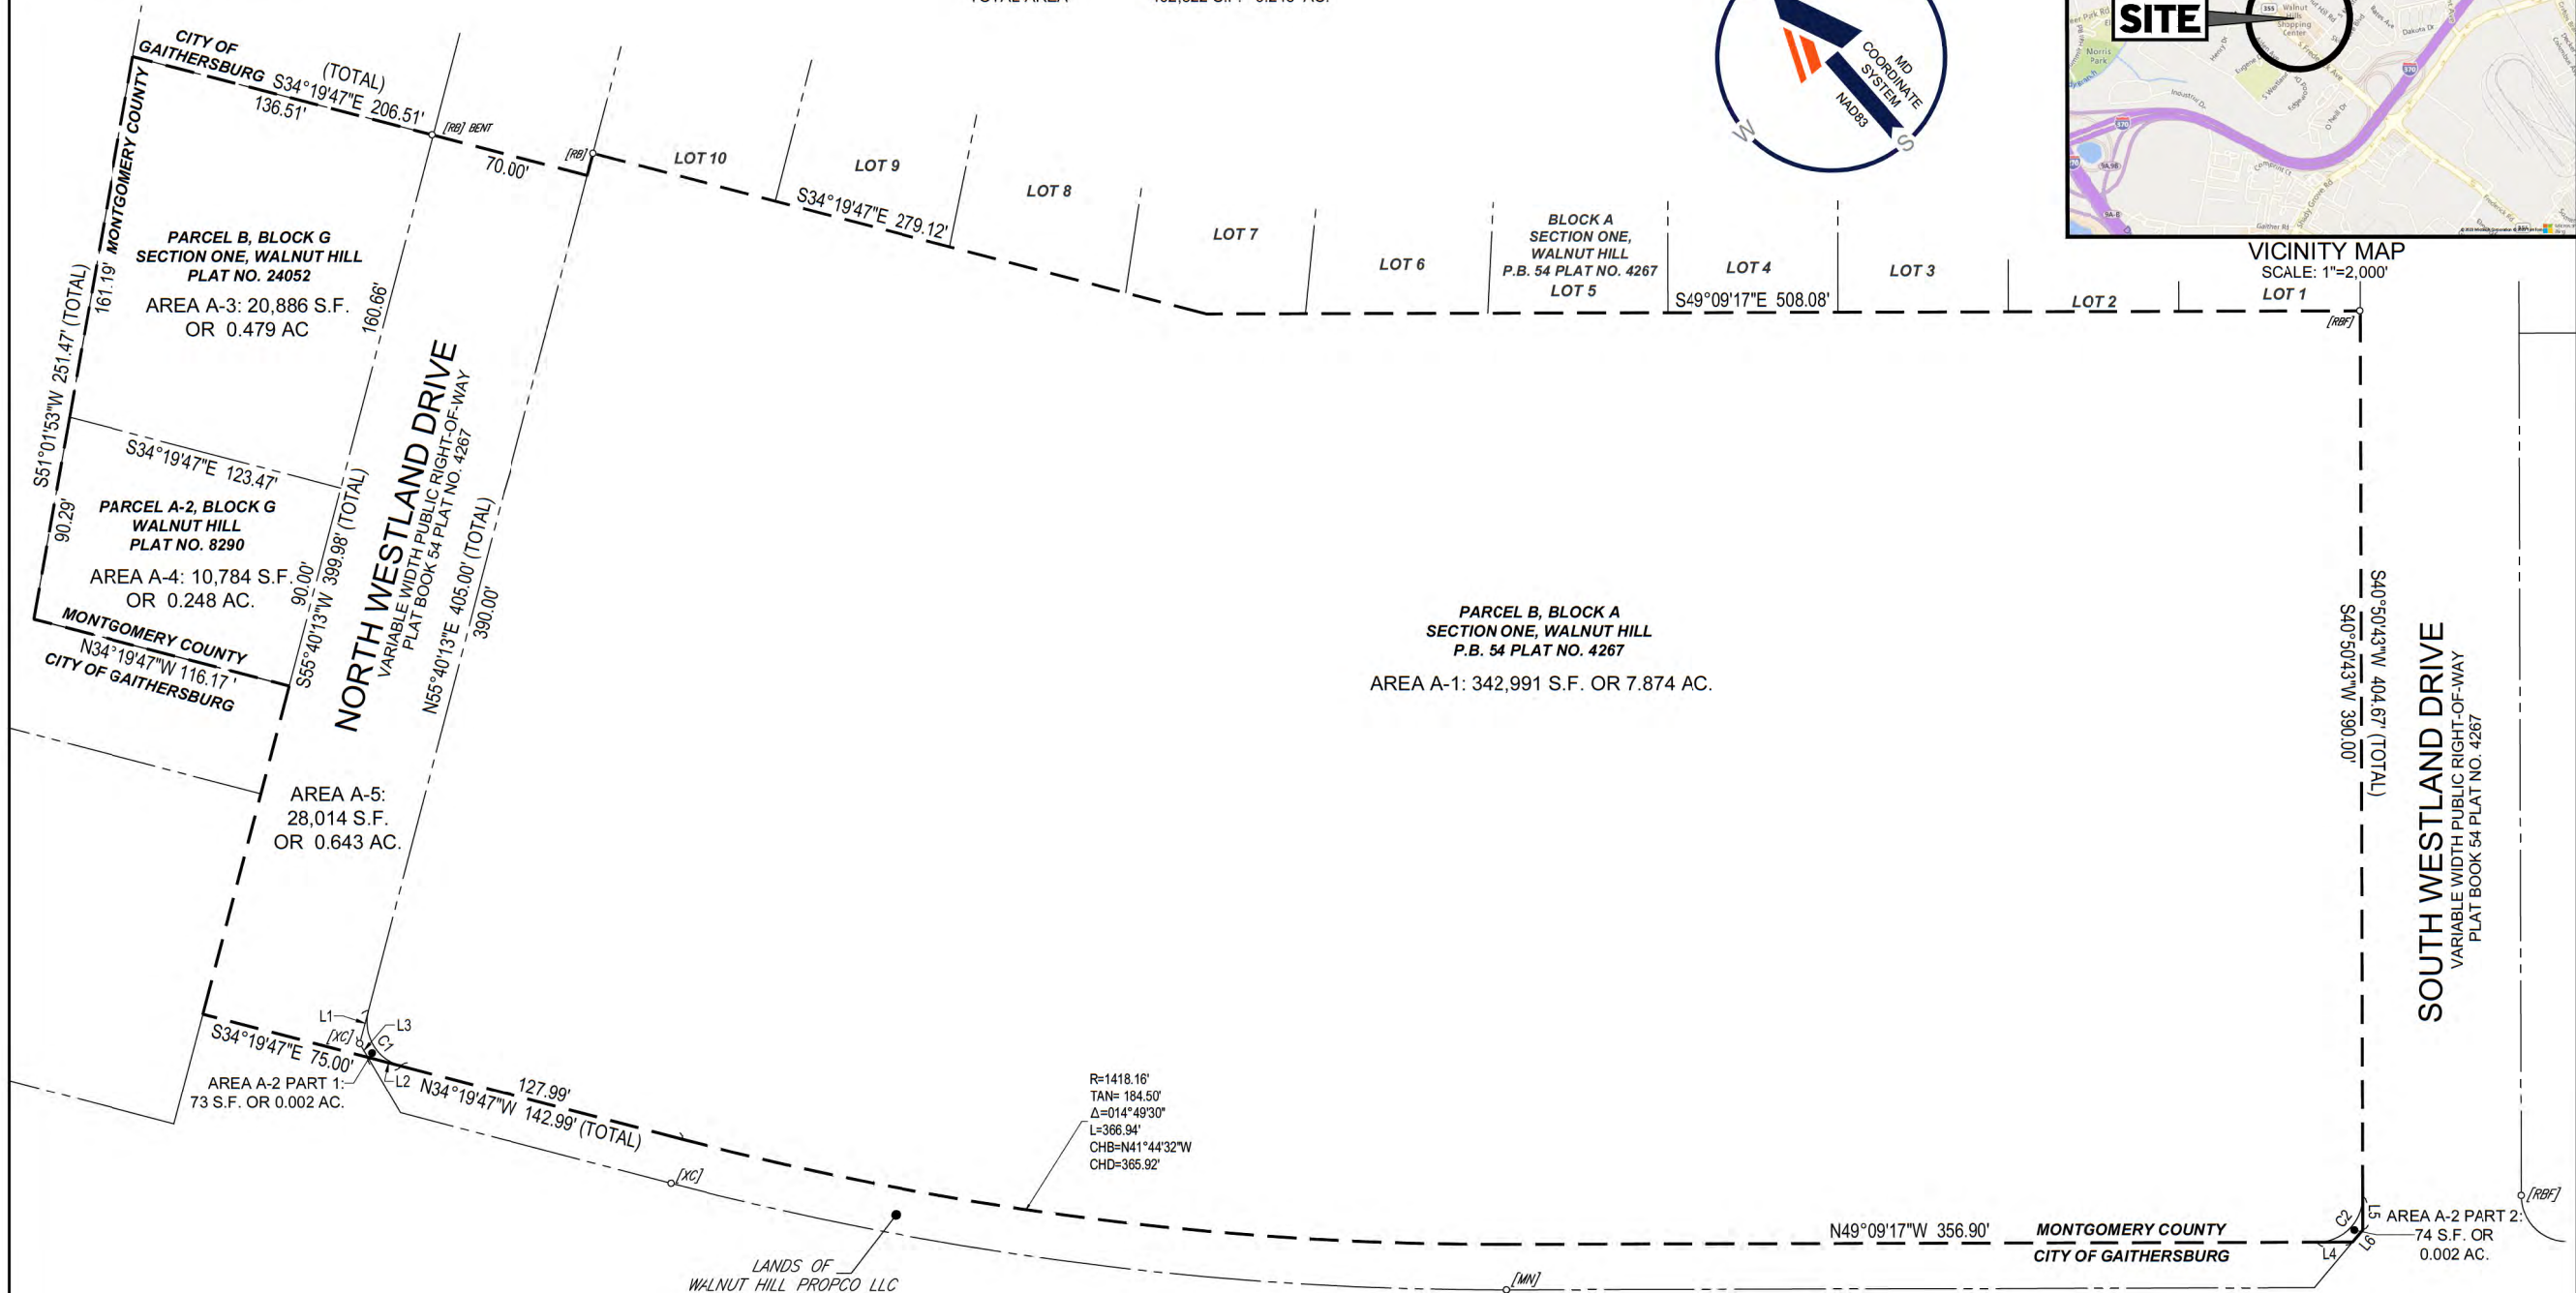 CITY OF
GAITHERSBURG
(TOTAL)
S34°19'47"E 206.51'
136.51'
MONTGOMERY COUNTY
[RB] BENT
70.00'
[RB]
LOT 10
LOT 9
LOT 8
LOT 7
LOT 6
BLOCK A
SECTION ONE,
WALNUT HILL
P.B. 54 PLAT NO. 4267
LOT 5
LOT 4
LOT 3
LOT 2
LOT 1
S34°19'47"E 279.12'
S49°09'17"E 508.08'
[RBF]
MD
COORDINATE
SYSTEM
NAD83
W
S
SITE
Walnut
Hills
Shopping
Center
355
Norris
Park
Industrial Dr
370
370
VICINITY MAP
SCALE: 1"=2,000'
PARCEL B, BLOCK G
SECTION ONE, WALNUT HILL
PLAT NO. 24052
AREA A-3: 20,886 S.F.
OR 0.479 AC
161.19'
S51°01'53"W 251.47' (TOTAL)
160.66'
S34°19'47"E 123.47'
90.29'
PARCEL A-2, BLOCK G
WALNUT HILL
PLAT NO. 8290
AREA A-4: 10,784 S.F.
OR 0.248 AC.
90.00'
S55°40'13"W 399.98' (TOTAL)
MONTGOMERY COUNTY
N34°19'47"W 116.17 '
CITY OF GAITHERSBURG
NORTH WESTLAND DRIVE
VARIABLE WIDTH PUBLIC RIGHT-OF-WAY
PLAT BOOK 54 PLAT NO. 4267
N55°40'13"E 405.00' (TOTAL)
390.00'
AREA A-5:
28,014 S.F.
OR 0.643 AC.
PARCEL B, BLOCK A
SECTION ONE, WALNUT HILL
P.B. 54 PLAT NO. 4267
AREA A-1: 342,991 S.F. OR 7.874 AC.
S40°50'43"W 404.67' (TOTAL)
S40°50'43"W 390.00'
SOUTH WESTLAND DRIVE
VARIABLE WIDTH PUBLIC RIGHT-OF-WAY
PLAT BOOK 54 PLAT NO. 4267
L1
[XC]
L3
C1
L2
S34°19'47"E 75.00'
AREA A-2 PART 1:
73 S.F. OR 0.002 AC.
127.99'
N34°19'47"W 142.99' (TOTAL)
[XC]
R=1418.16'
TAN= 184.50'
Δ=014°49'30"
L=366.94'
CHB=N41°44'32"W
CHD=365.92'
LANDS OF
WALNUT HILL PROPCO LLC
[MN]
N49°09'17"W 356.90'
MONTGOMERY COUNTY
CITY OF GAITHERSBURG
C2
L5
L4
L6
[RBF]
AREA A-2 PART 2:
74 S.F. OR
0.002 AC.